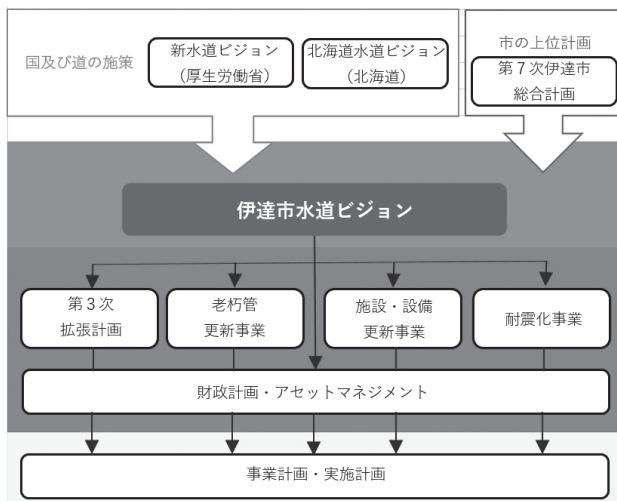 国及び道の施策
新水道ビジョン
（厚生労働省）
北海道水道ビジョン
（北海道）
市の上位計画
第７次伊達市
総合計画
伊達市水道ビジョン
第３次
拡張計画
老朽管
更新事業
施設・設備
更新事業
耐震化事業
財政計画・アセットマネジメント
事業計画・実施計画